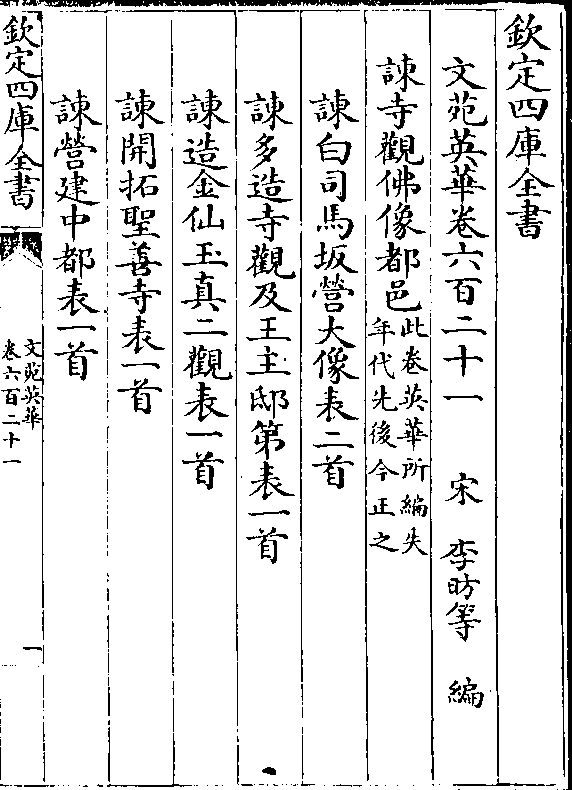 欽定四庫全書
文苑英華卷六百二十一 宋 李昉等 編
諫寺觀佛像都邑此卷英華所編失年代先後今正之
諫白司馬坂營大像表二首
諫多造寺觀及王主邸第表一首
諫造金仙玉真二觀表一首
諫開拓聖善寺表一首
諫營建中都表一首
欽定四庫全書
文苑英華
卷六百二十一
一